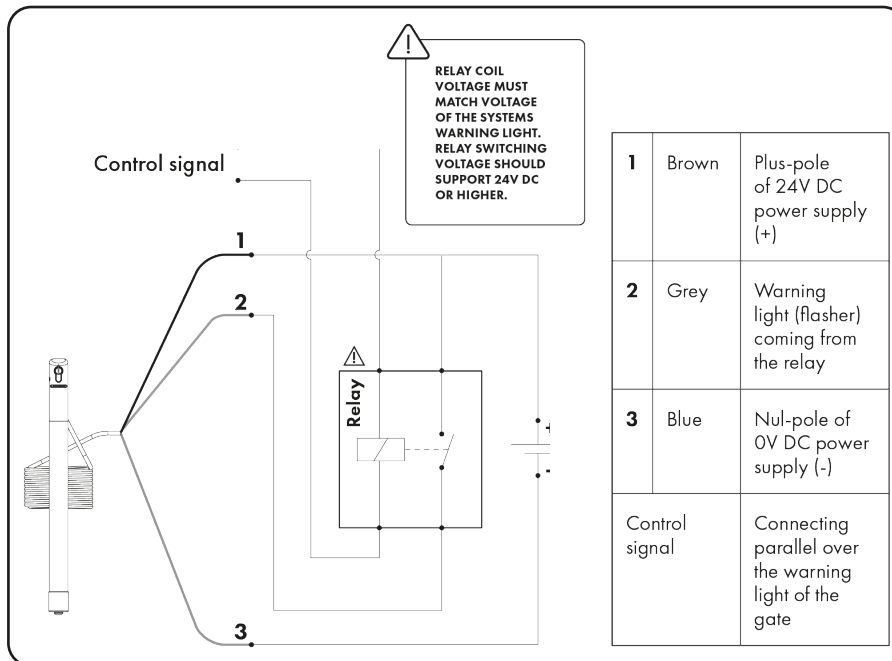 RELAY COIL
VOLTAGE MUST
MATCH VOLTAGE
OF THE SYSTEMS
WARNING LIGHT.
RELAY SWITCHING
VOLTAGE SHOULD
SUPPORT 24V DC
OR HIGHER.
Control signal
1
2
Relay
+
-
3
1 Brown Plus-pole
of 24V DC
power supply
(+)
2 Grey Warning
light (flasher)
coming from
the relay
3 Blue Nul-pole of
0V DC power
supply (-)
Control
signal
Connecting
parallel over
the warning
light of the
gate